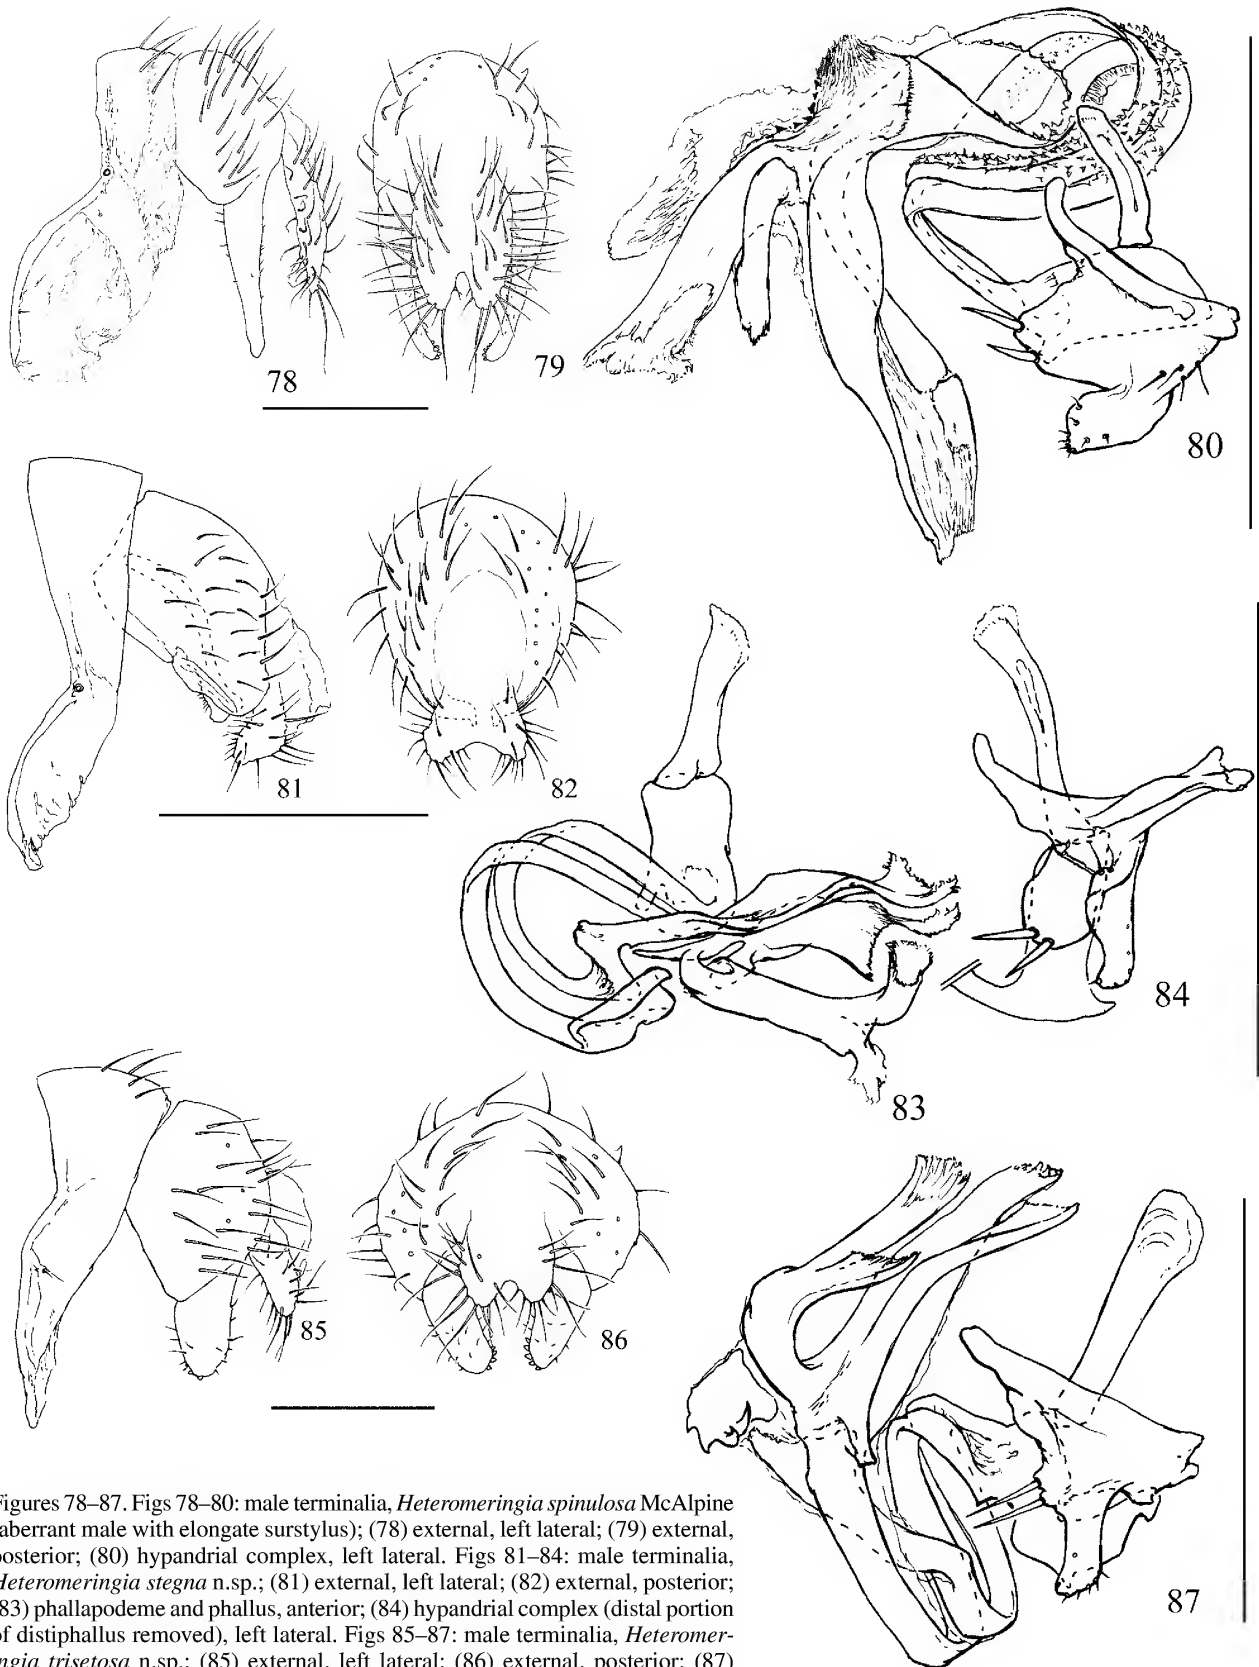 78
79
80
81
82
83
84
85
86
87
Figures 78–87. Figs 78–80: male terminalia, Heteromeringia spinulosa McAlpine
(aberrant male with elongate surstylus); (78) external, left lateral; (79) external,
posterior; (80) hypandrial complex, left lateral. Figs 81–84: male terminalia,
Heteromeringia stegna n.sp.; (81) external, left lateral; (82) external, posterior;
(83) phallapodeme and phallus, anterior; (84) hypandrial complex (distal portion
of distiphallus removed), left lateral. Figs 85–87: male terminalia, Heteromer-
ingia trisetosa n.sp.; (85) external, left lateral; (86) external, posterior; (87)